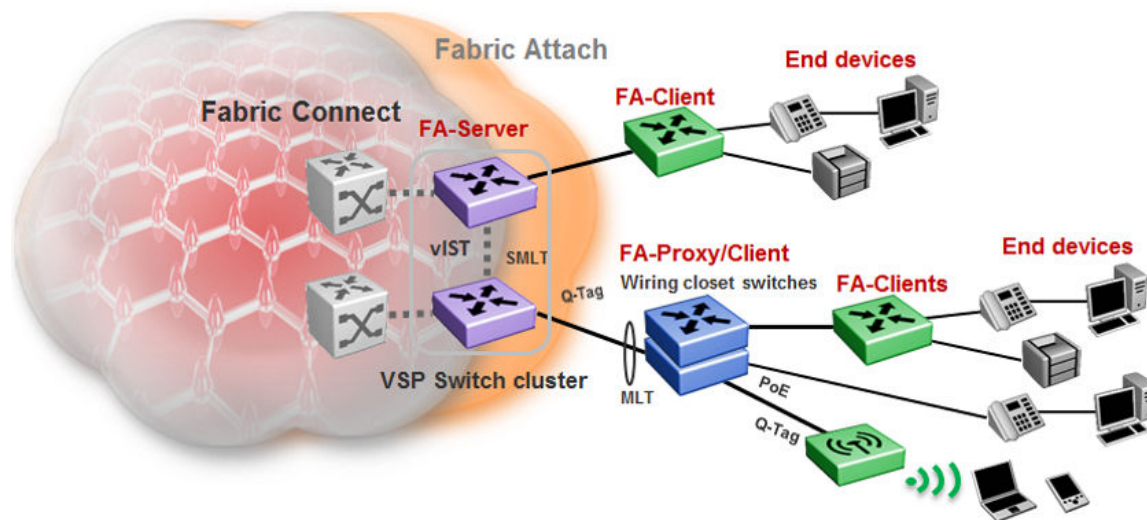 Fabric Attach
End devices
FA-Client
Fabric Connect
FA-Server
vIST
SMLT
FA-Proxy/Client
End devices
Wiring closet switches
FA-Clients
Q-Tag
VSP Switch cluster
MLT
PoE
Q-Tag